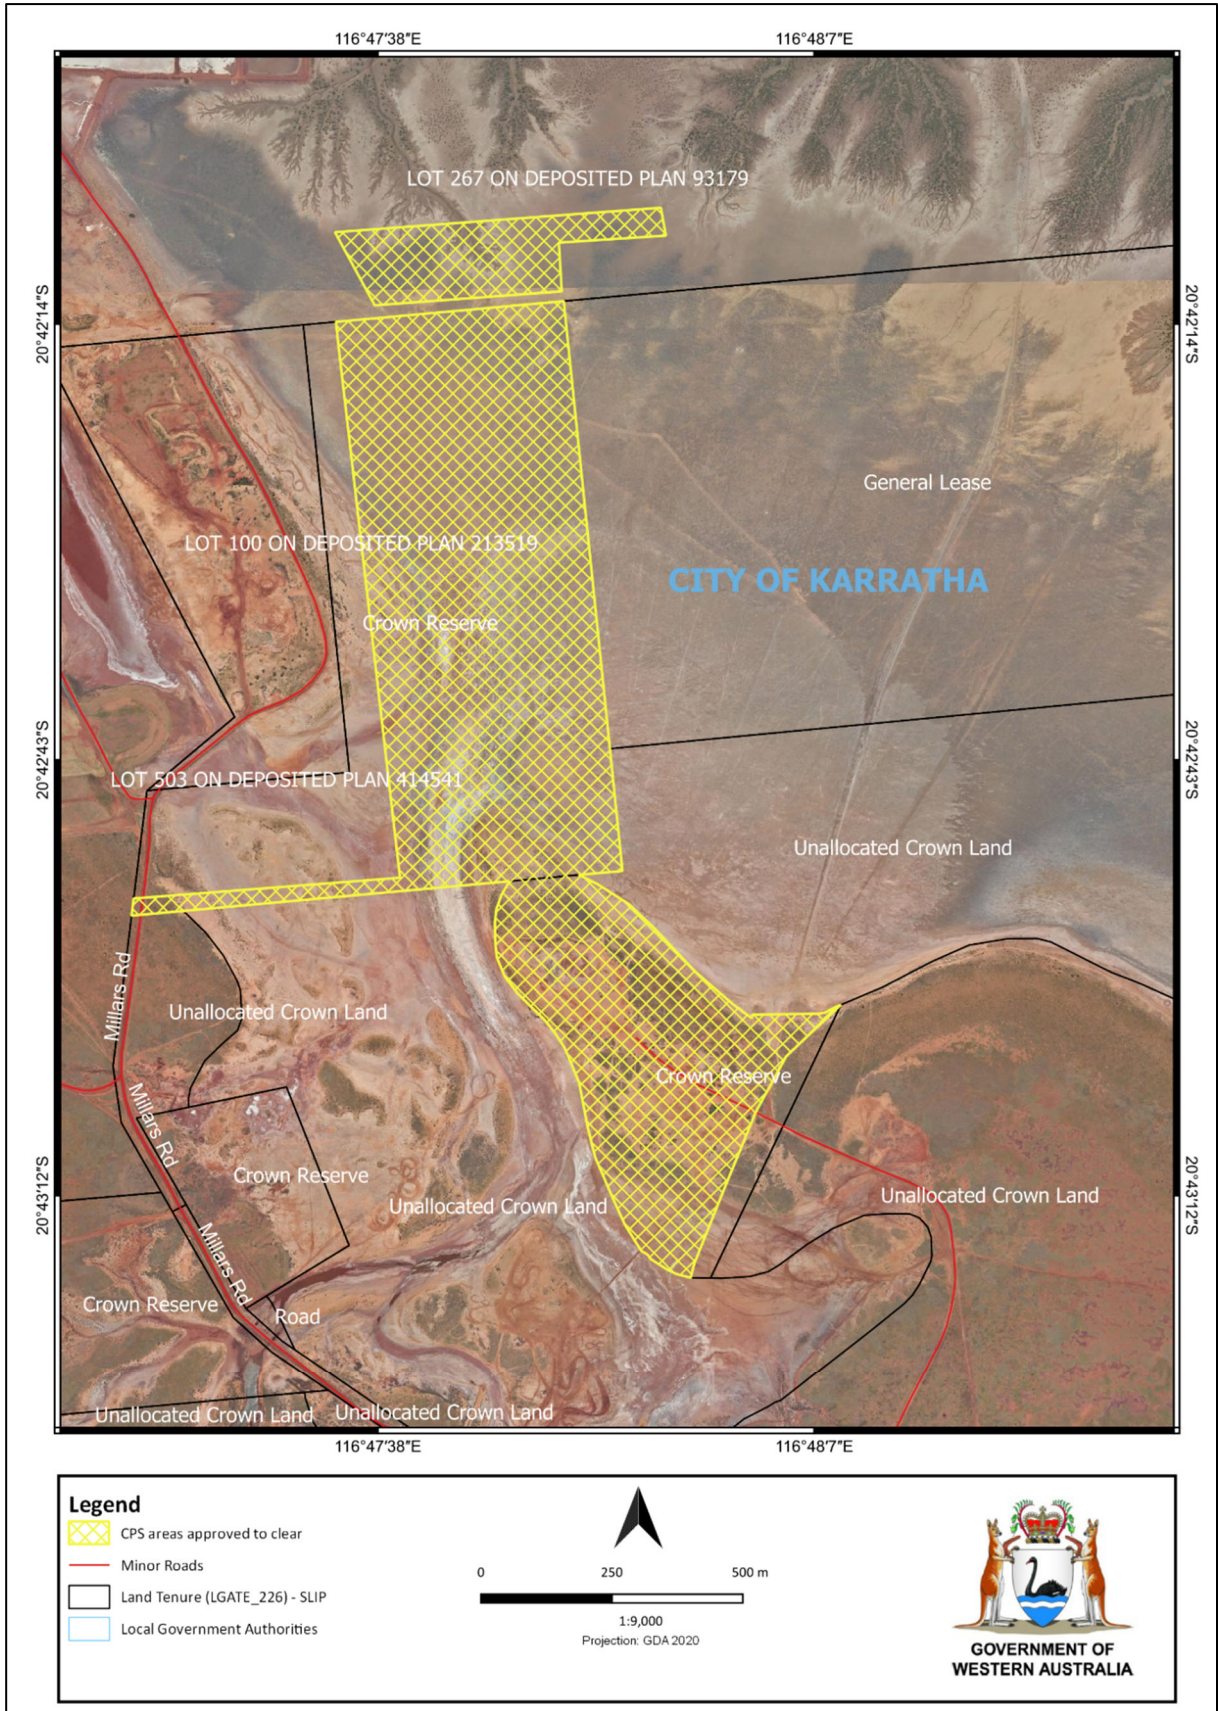 116°47'38"E
116°48'7"E
LOT 267 ON DEPOSITED PLAN 93179
20°42'14"S
20°42'14"S
General Lease
LOT 100 ON DEPOSITED PLAN 213519
CITY OF KARRATHA
Crown Reserve
20°42'43"S
20°42'43"S
LOT 503 ON DEPOSITED PLAN 414541
Unallocated Crown Land
Millars Rd
Unallocated Crown Land
Crown Reserve
Millars Rd
Crown Reserve
20°43'12"S
20°43'12"S
Unallocated Crown Land
Unallocated Crown Land
Millars Rd
Crown Reserve
Road
Unallocated Crown Land
Unallocated Crown Land
116°47'38"E
116°48'7"E
Legend
CPS areas approved to clear
Minor Roads
Land Tenure (LGATE_226) - SLIP
Local Government Authorities
0 250 500 m
1:9,000
Projection: GDA 2020
GOVERNMENT OF
WESTERN AUSTRALIA